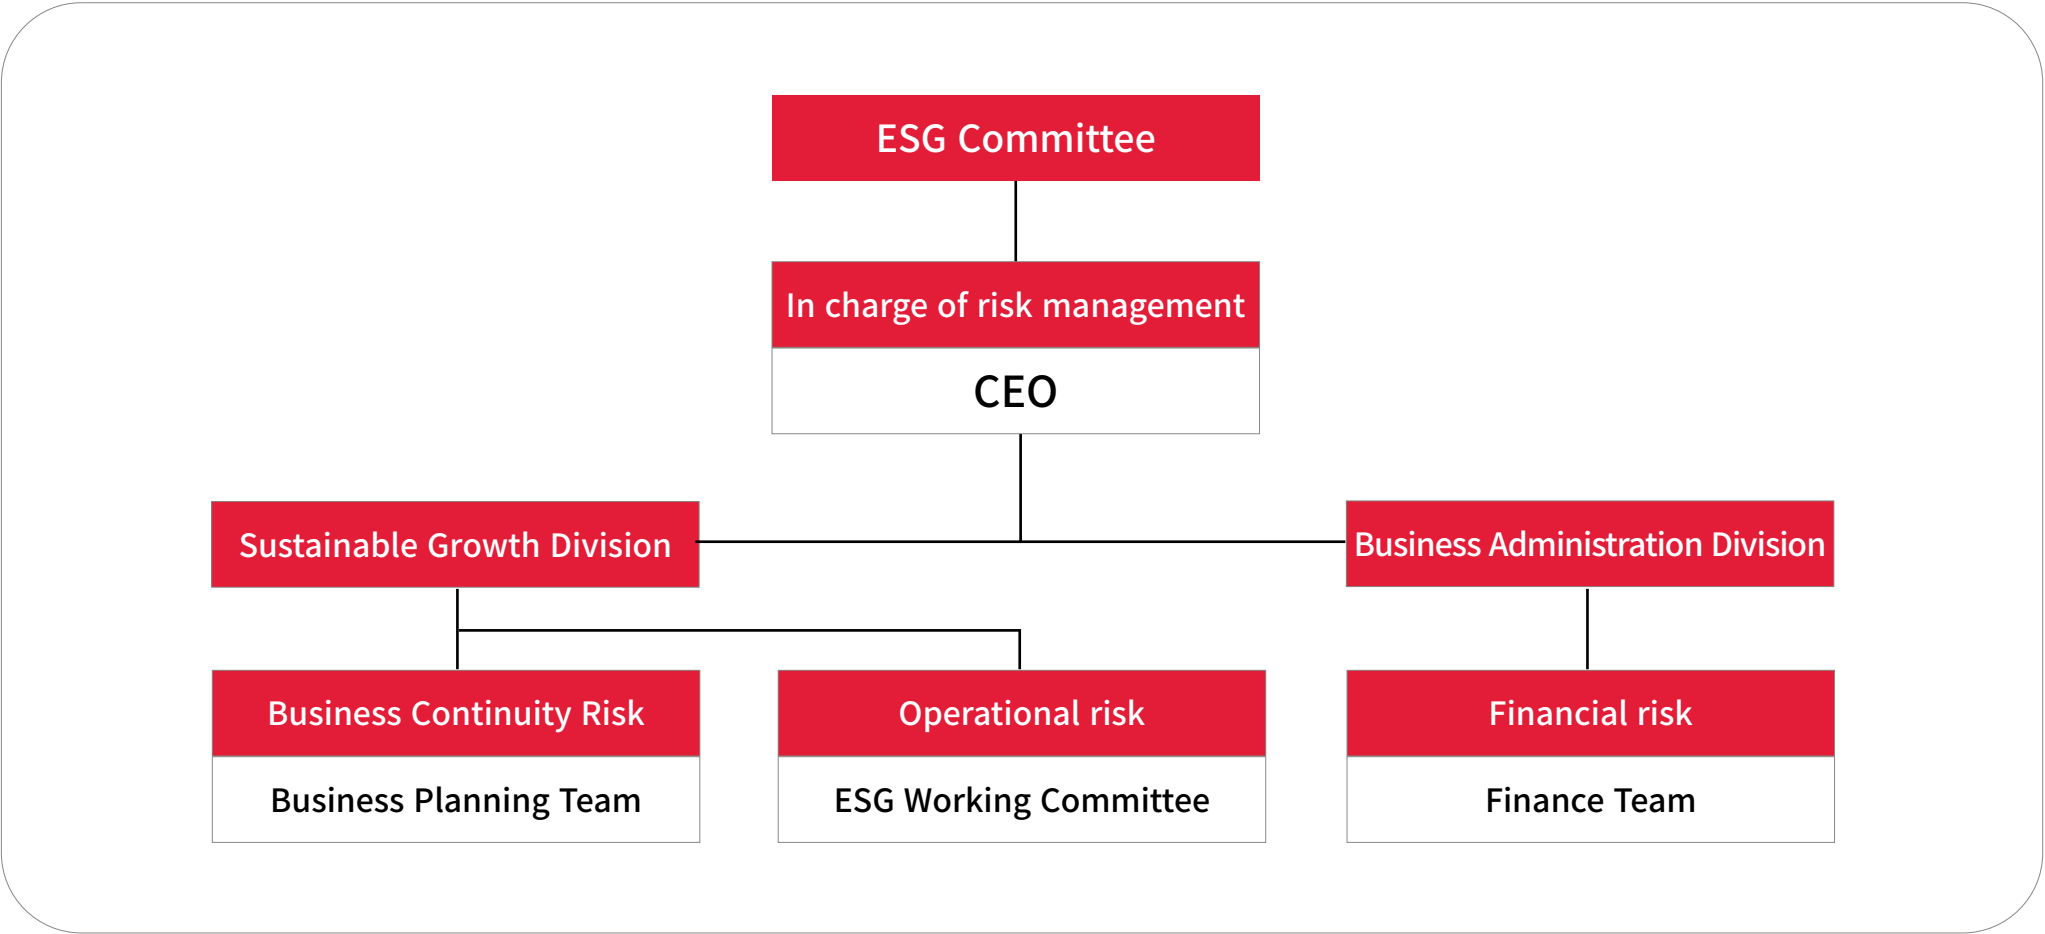 ESG Committee
In charge of risk management
CEO
Sustainable Growth Division
Business Administration Division
Business Continuity Risk
Business Planning Team
Operational risk
ESG Working Committee
Financial risk
Finance Team